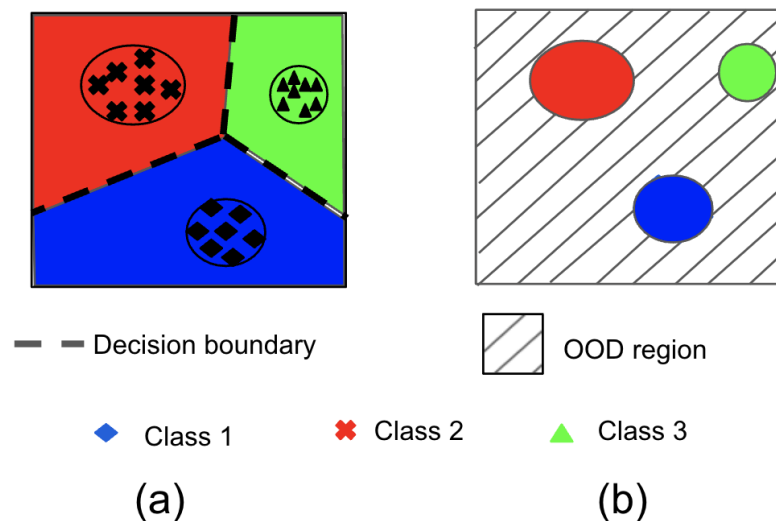 Decision boundary
OOD region
Class 1
Class 2
Class 3
(a)
(b)